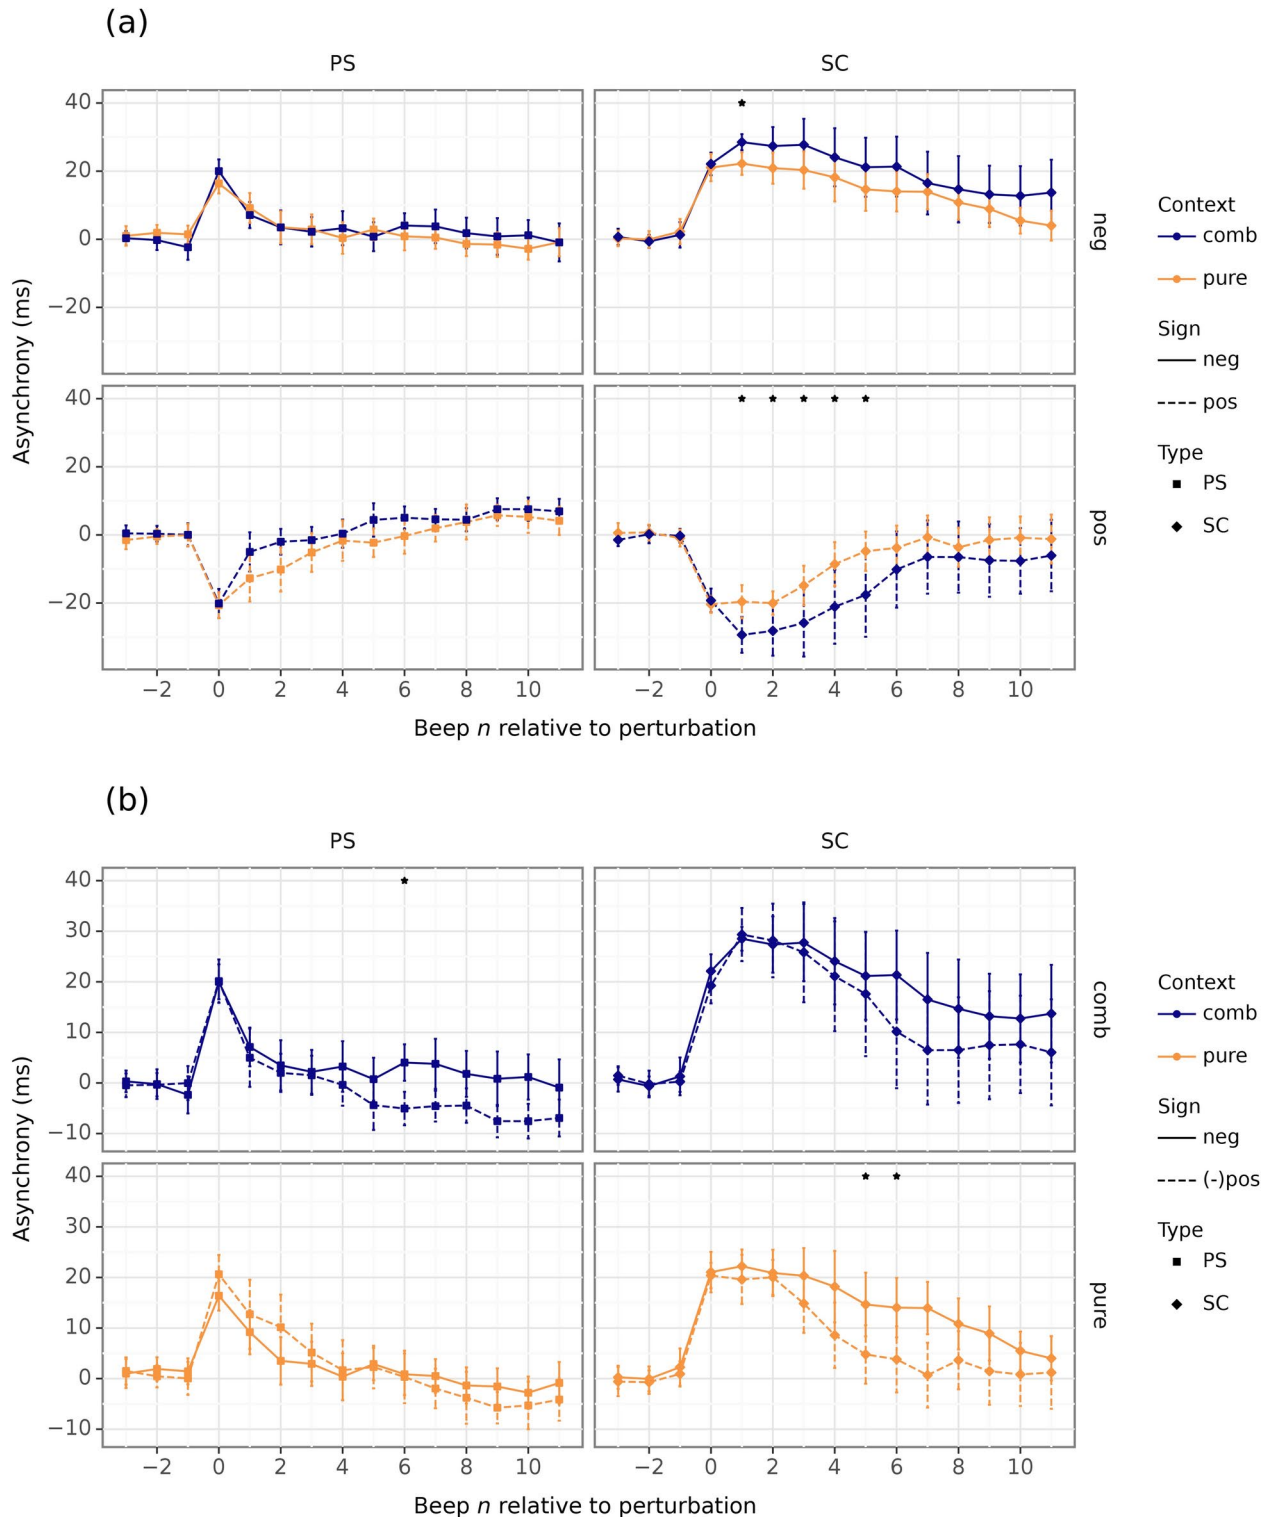 (a)
PS
SC
40
20
0
−20
neg
40
20
0
−20
pos
Asynchrony (ms)
−2 0 2 4 6 8 10
−2 0 2 4 6 8 10
Beep n relative to perturbation
Context
comb
pure
Sign
neg
pos
Type
PS
SC
(b)
PS
SC
40
30
20
10
0
−10
comb
40
30
20
10
0
−10
pure
Asynchrony (ms)
−2 0 2 4 6 8 10
−2 0 2 4 6 8 10
Beep n relative to perturbation
Context
comb
pure
Sign
neg
(-)pos
Type
PS
SC